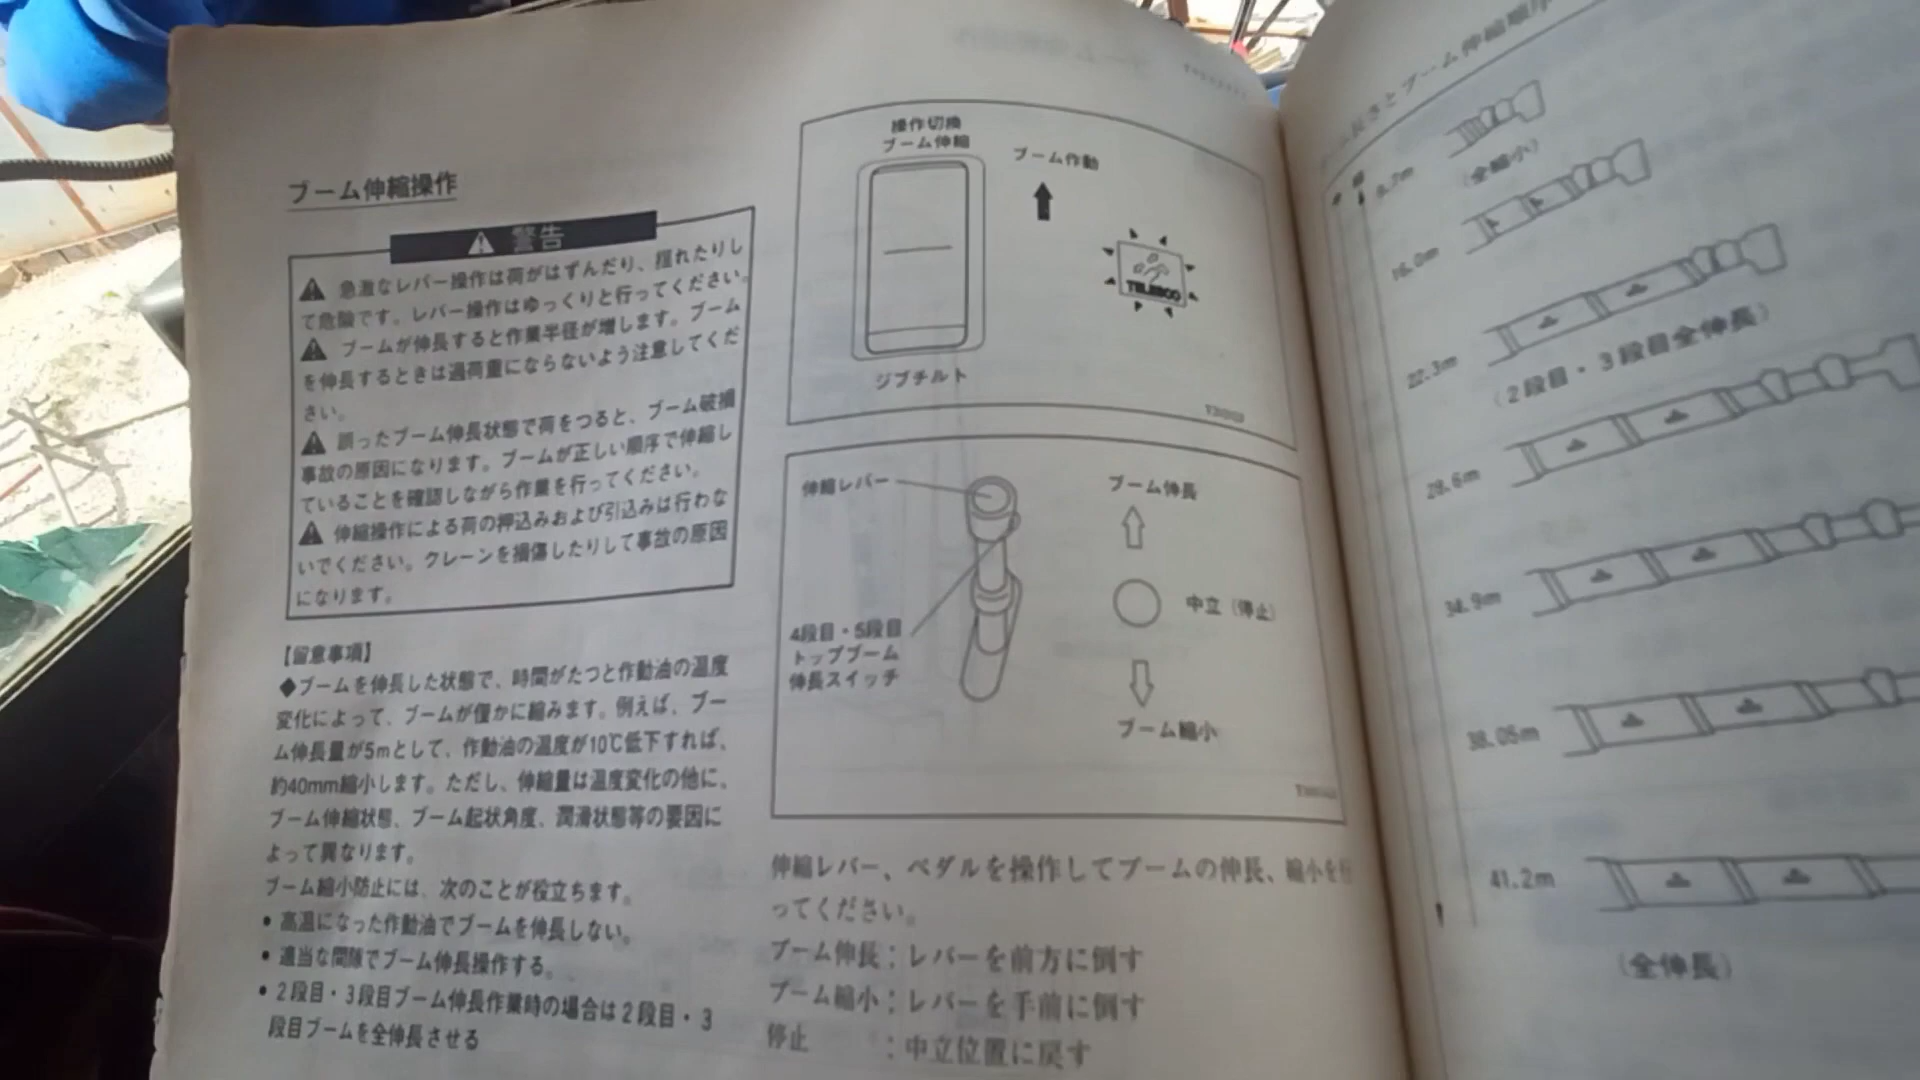 ブーム伸縮操作
警告
急激なレバー操作は荷がはずんだり、揺れたりし
て危険です。レバー操作はゆっくりと行ってください。
ブームが伸長すると作業半径が増します。ブーム
を伸長するときは過荷重にならないよう注意してくだ
さい。
誤ったブーム伸長状態で荷をつると、ブーム破損
事故の原因になります。ブームが正しい順序で伸縮し
ていることを確認しながら作業を行ってください。
伸縮操作による荷の押込みおよび引込みは行わな
いでください。クレーンを損傷したりして事故の原因
になります。
【留意事項】
◆ブームを伸長した状態で、時間がたつと作動油の温度
変化によって、ブームが僅かに縮みます。例えば、ブー
ム伸長量が5mとして、作動油の温度が10℃低下すれば、
約40mm縮小します。ただし、伸縮量は温度変化の他に、
ブーム伸縮状態、ブーム起伏角度、潤滑状態等の要因に
よって異なります。
ブーム縮小防止には、次のことが役立ちます。
• 高温になった作動油でブームを伸長しない。
• 適当な間隙でブーム伸長操作する。
• 2段目・3段目ブーム伸長作業時の場合は2段目・3
段目ブームを全伸長させる
操作切換
ブーム伸縮
ブーム作動
TELESCO
ジブチルト
伸縮レバー
ブーム伸長
中立（停止）
4段目・5段目
トップブーム
伸長スイッチ
ブーム縮小
伸縮レバー、ペダルを操作してブームの伸長、縮小を行
ってください。
ブーム伸長：レバーを前方に倒す
ブーム縮小：レバーを手前に倒す
停止　　　：中立位置に戻す
長さとブーム伸縮順序
9.7m
（全縮小）
16.0m
22.3m
（2段目・3段目全伸長）
28.6m
34.9m
38.05m
41.2m
（全伸長）